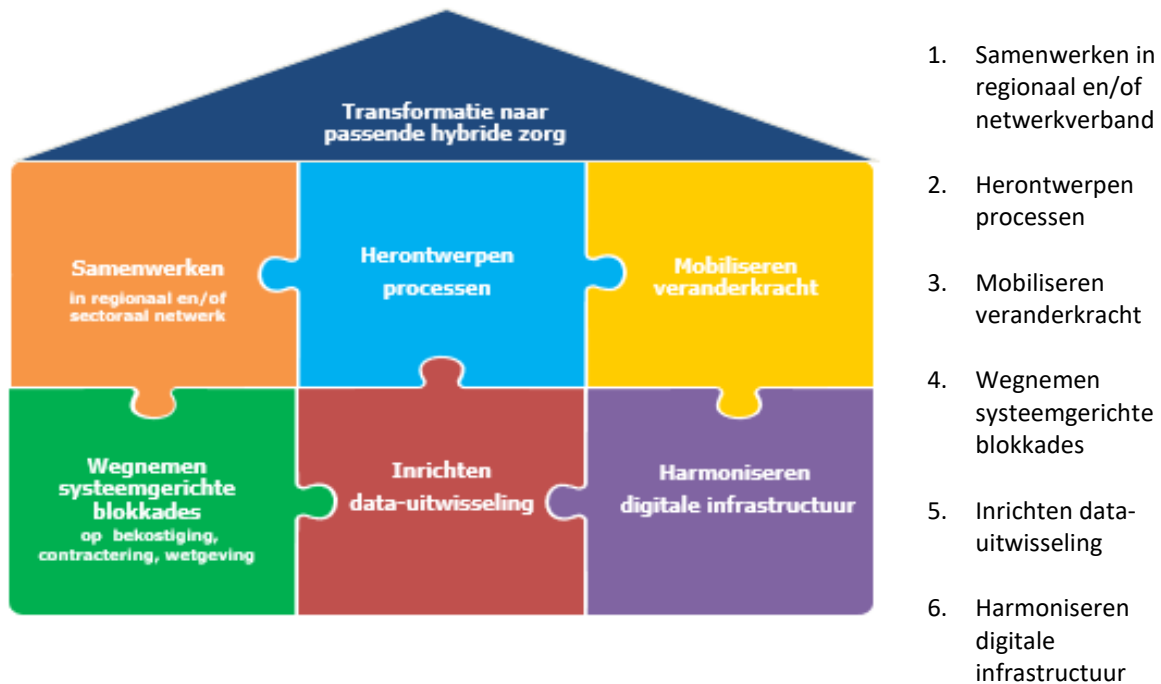 Transformatie naar
passende hybride zorg
Samenwerken
in regionaal en/of
sectoraal netwerk
Herontwerpen
processen
Mobiliseren
veranderkracht
Wegnemen
systeemgerichte
blokkades
op bekostiging,
contractering, wetgeving
Inrichten
data-uitwisseling
Harmoniseren
digitale infrastructuur
1. Samenwerken in
regionaal en/of
netwerkverband
2. Herontwerpen
processen
3. Mobiliseren
veranderkracht
4. Wegnemen
systeemgerichte
blokkades
5. Inrichten data-
uitwisseling
6. Harmoniseren
digitale
infrastructuur